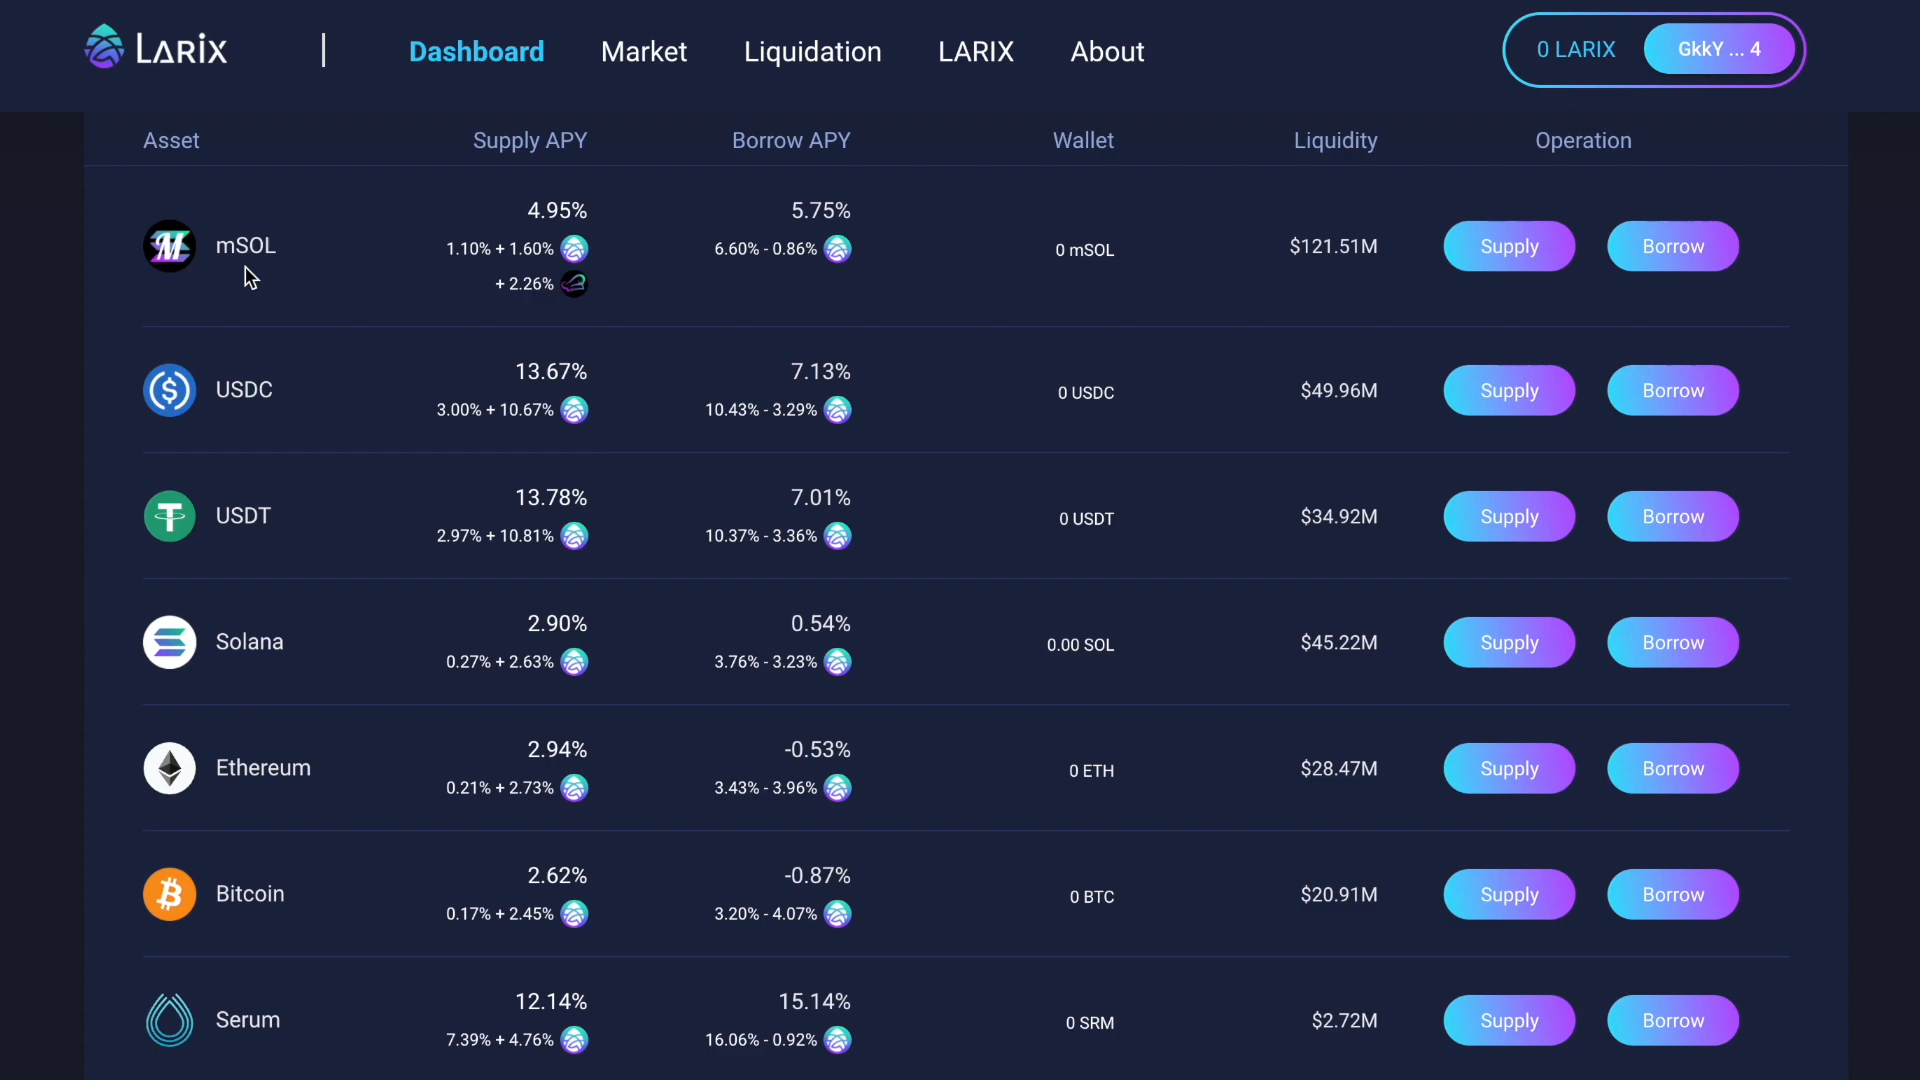 LARIX | Dashboard Market Liquidation LARIX About 0 LARIX GkkY ... 4
Asset Supply APY Borrow APY Wallet Liquidity Operation
4.95% 5.75%
mSOL 1.10% + 1.60% 6.60% - 0.86% 0 mSOL $121.51M Supply Borrow
+ 2.26%
13.67% 7.13%
USDC 3.00% + 10.67% 10.43% - 3.29% 0 USDC $49.96M Supply Borrow
13.78% 7.01%
USDT 2.97% + 10.81% 10.37% - 3.36% 0 USDT $34.92M Supply Borrow
2.90% 0.54%
Solana 0.27% + 2.63% 3.76% - 3.23% 0.00 SOL $45.22M Supply Borrow
2.94% -0.53%
Ethereum 0.21% + 2.73% 3.43% - 3.96% 0 ETH $28.47M Supply Borrow
2.62% -0.87%
Bitcoin 0.17% + 2.45% 3.20% - 4.07% 0 BTC $20.91M Supply Borrow
12.14% 15.14%
Serum 7.39% + 4.76% 16.06% - 0.92% 0 SRM $2.72M Supply Borrow